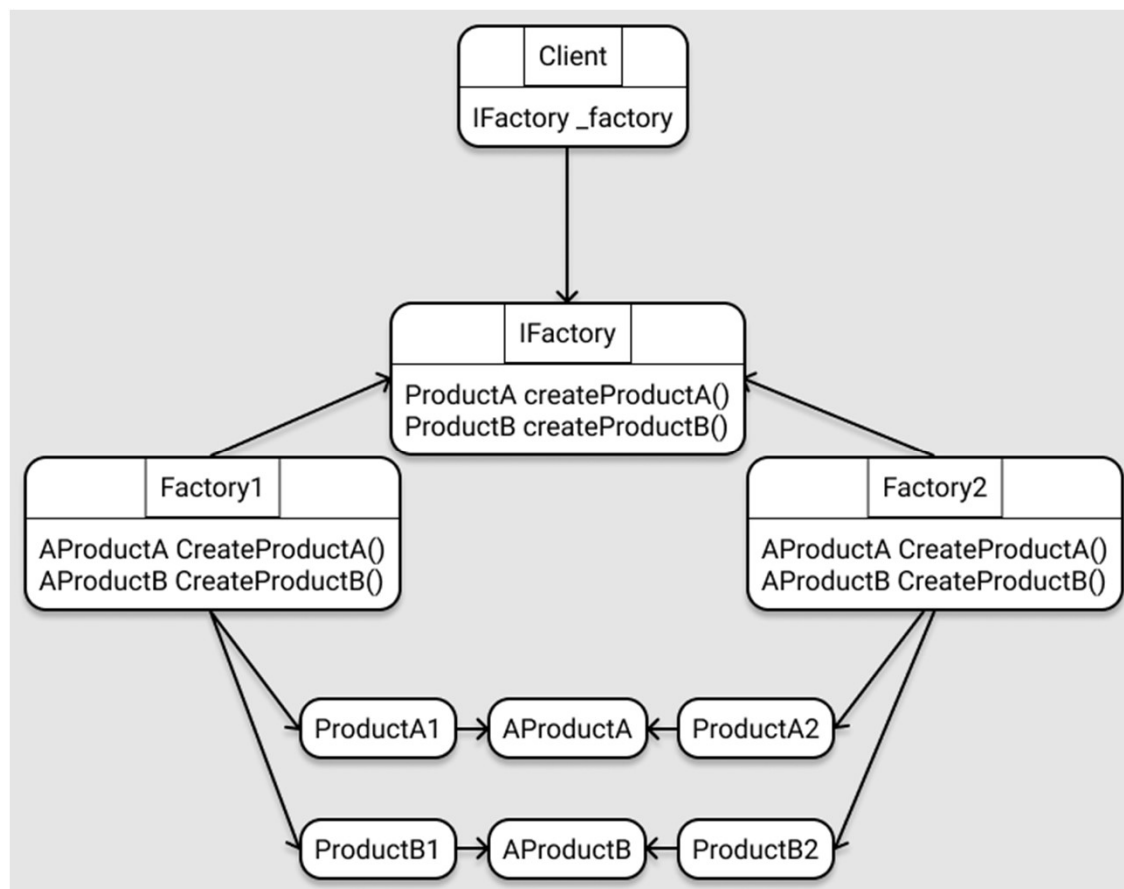 Client
IFactory _factory
IFactory
ProductA createProductA()
ProductB createProductB()
Factory1
AProductA CreateProductA()
AProductB CreateProductB()
Factory2
AProductA CreateProductA()
AProductB CreateProductB()
ProductA1
AProductA
ProductA2
ProductB1
AProductB
ProductB2